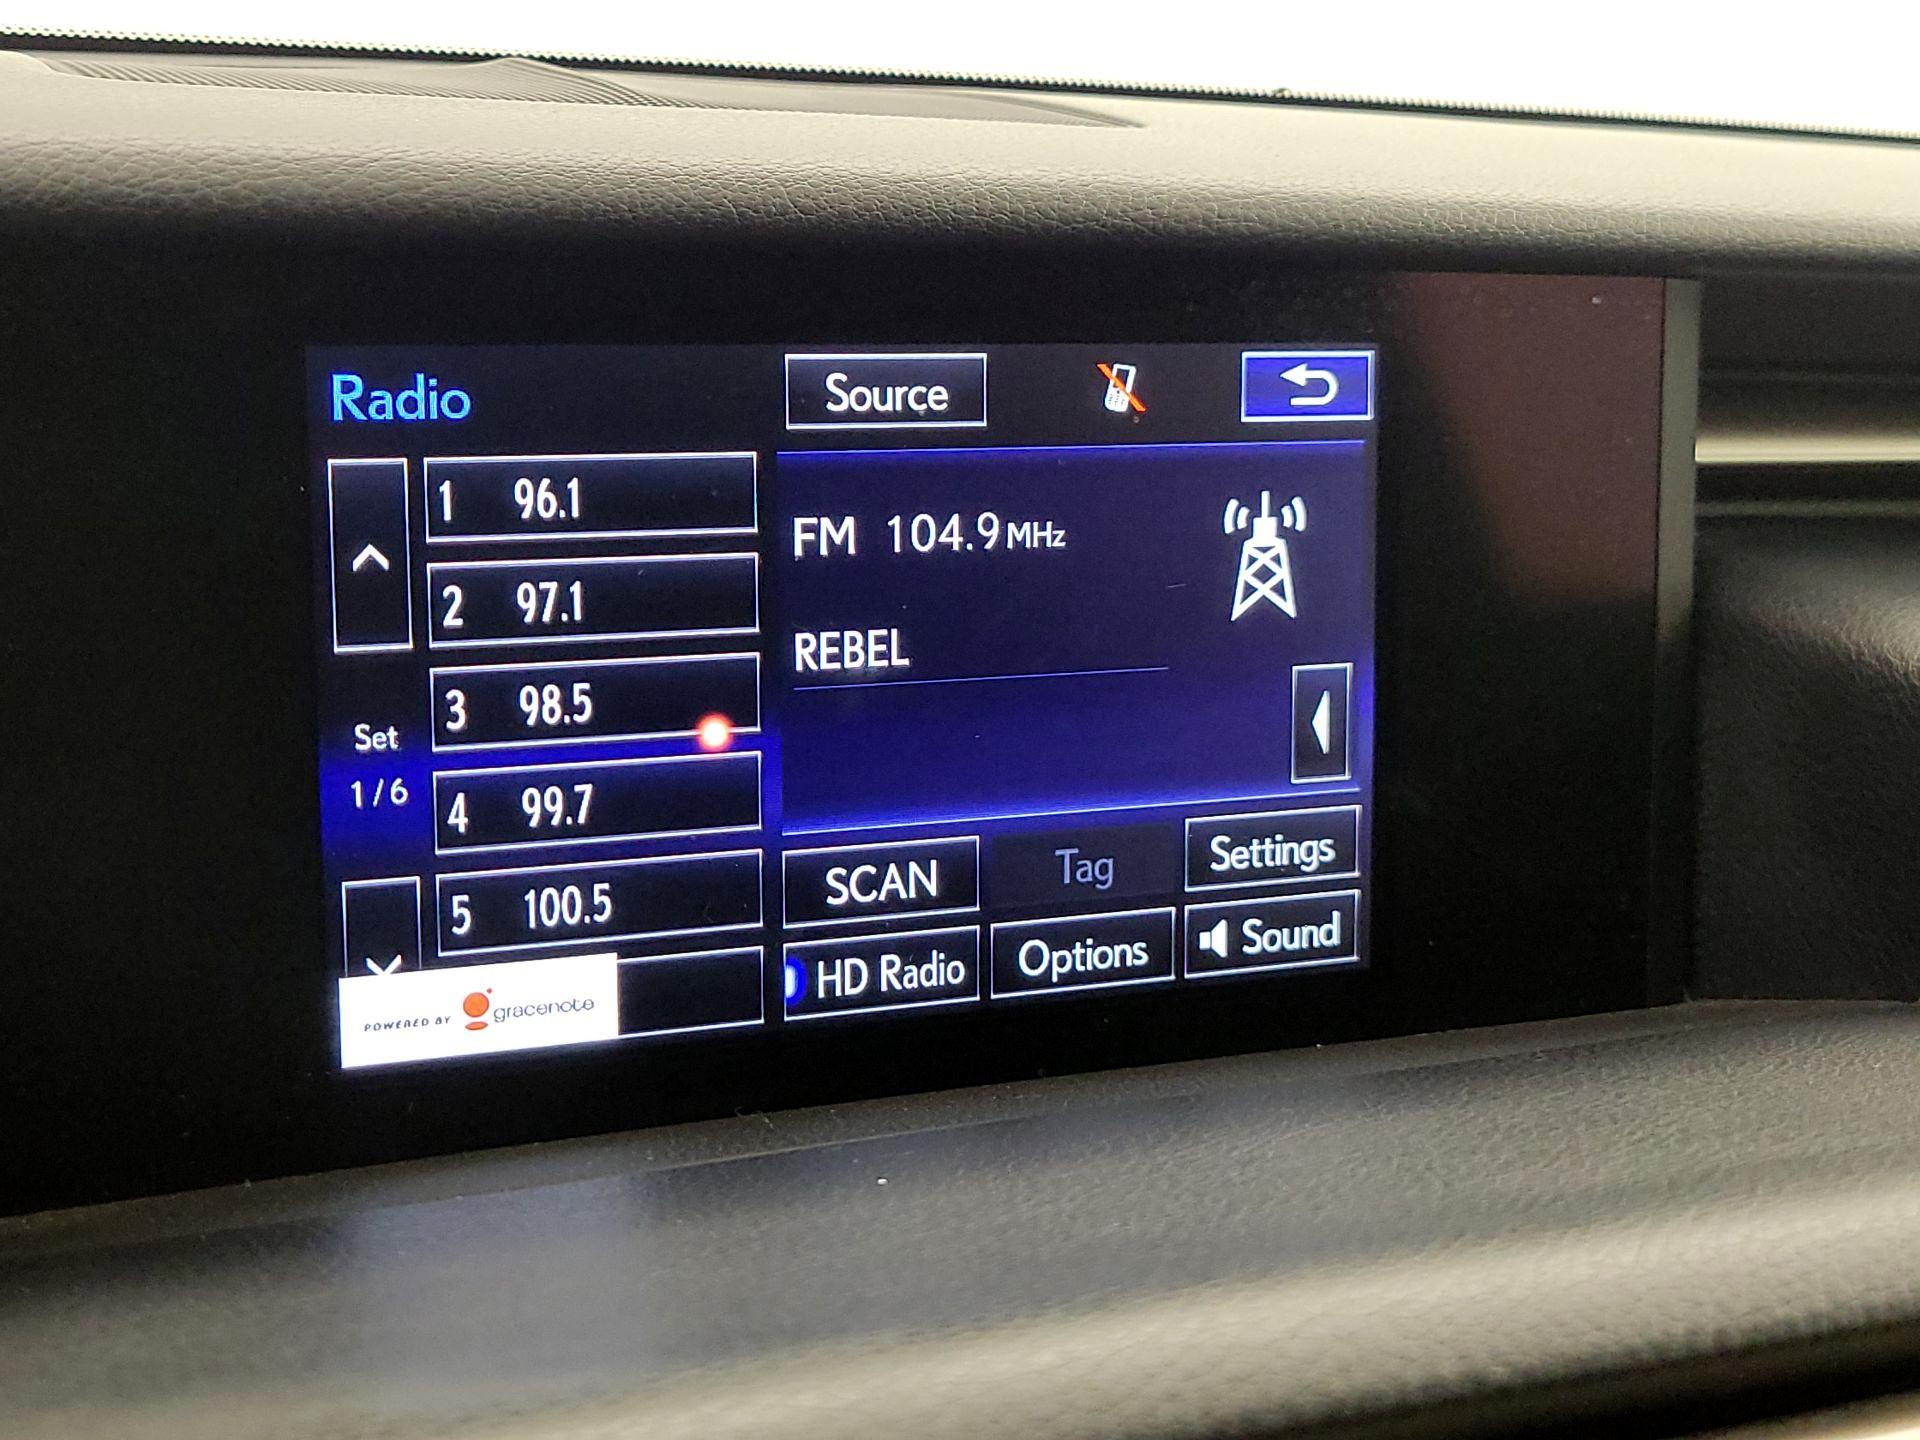 Radio
Source
1 96.1
2 97.1
3 98.5
4 99.7
5 100.5
Set
1/6
POWERED BY gracenote
FM 104.9 MHz
REBEL
SCAN
Tag
Settings
HD Radio
Options
Sound